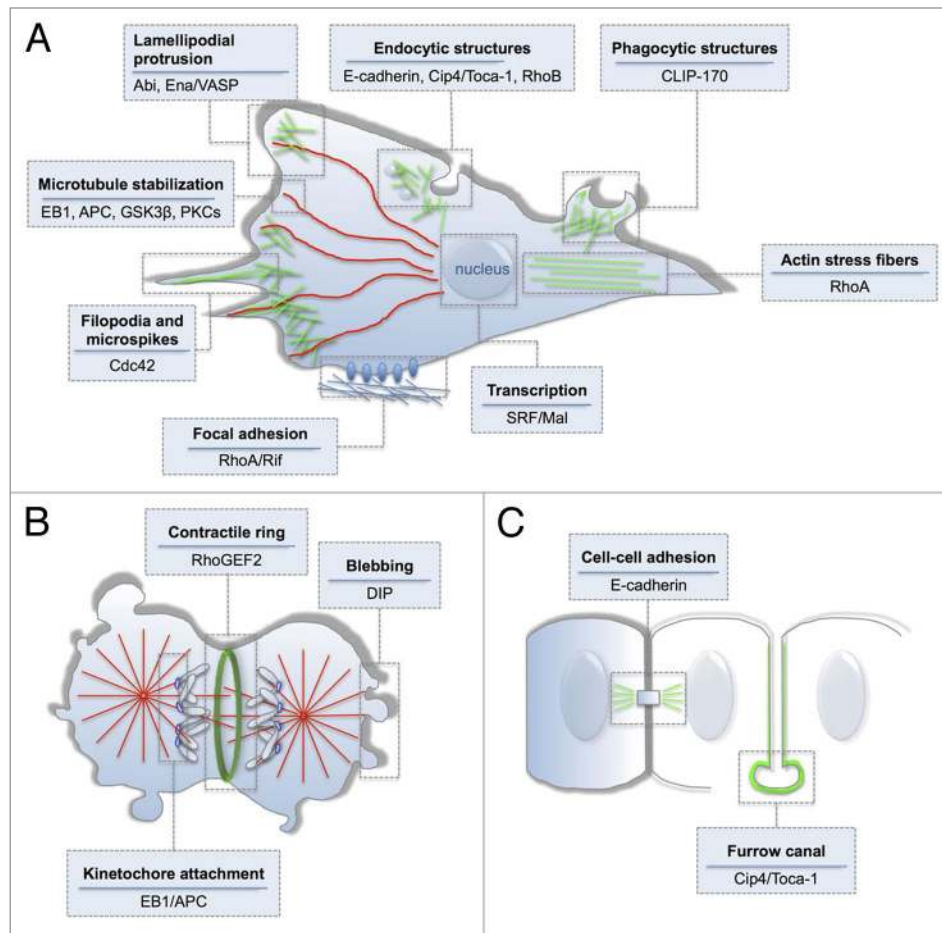 A
Lamellipodial
protrusion
Abi, Ena/VASP
Endocytic structures
E-cadherin, Cip4/Toca-1, RhoB
Phagocytic structures
CLIP-170
Microtubule stabilization
EB1, APC, GSK3β, PKCs
nucleus
Actin stress fibers
RhoA
Filopodia and
microspikes
Cdc42
Transcription
SRF/Mal
Focal adhesion
RhoA/Rif
B
Contractile ring
RhoGEF2
Blebbing
DIP
Kinetochore attachment
EB1/APC
C
Cell-cell adhesion
E-cadherin
Furrow canal
Cip4/Toca-1